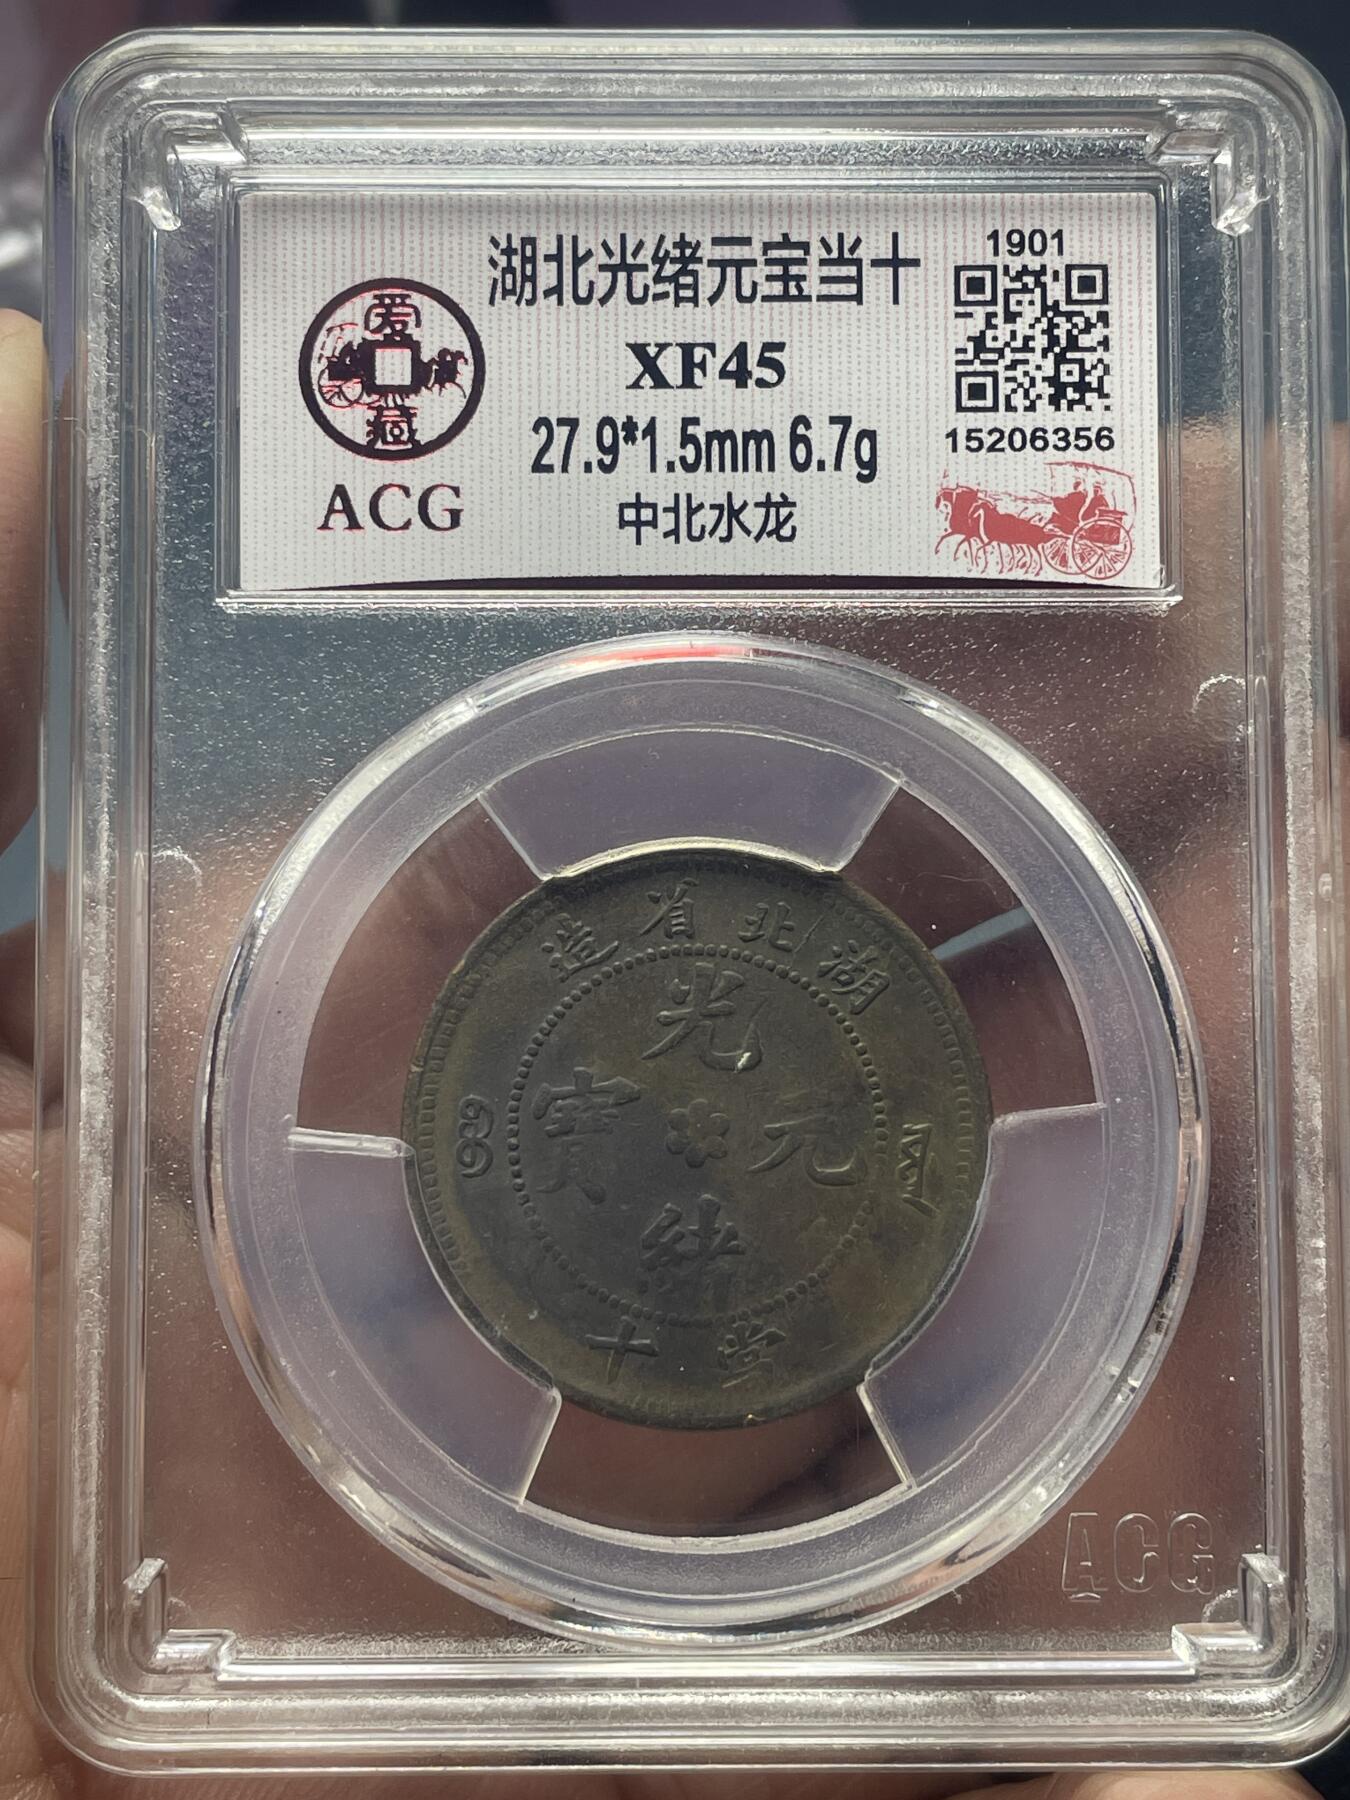 湖北光绪元宝当十
1901
爱藏
XF45
27.9*1.5mm 6.7g
15206356
ACG
中北水龙
造省北湖
光
寶 元
緒
十當
ACG